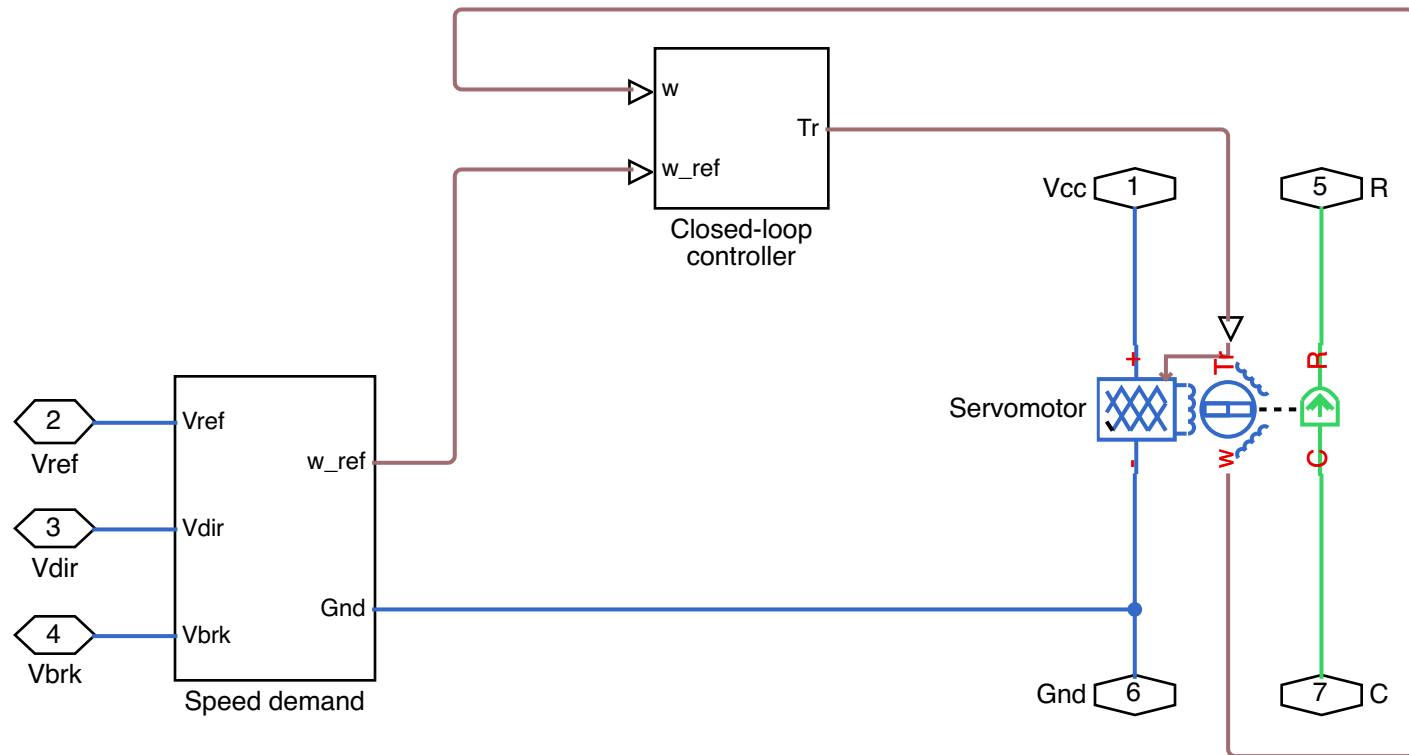 w
Tr
w_ref
Closed-loop
controller
Vcc
1
5
R
+
Tr
R
Servomotor
2
Vref
Vref
w_ref
-
w
C
3
Vdir
Vdir
Gnd
4
Vbrk
Vbrk
Speed demand
Gnd
6
7
C